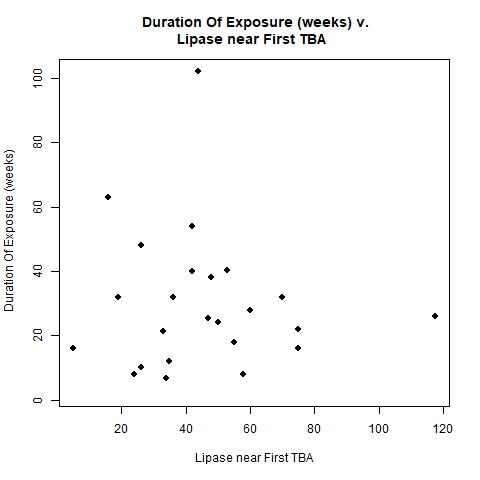 Duration Of Exposure (weeks) v.
Lipase near First TBA
Duration Of Exposure (weeks)
100
80
60
40
20
0
20 40 60 80 100 120
Lipase near First TBA